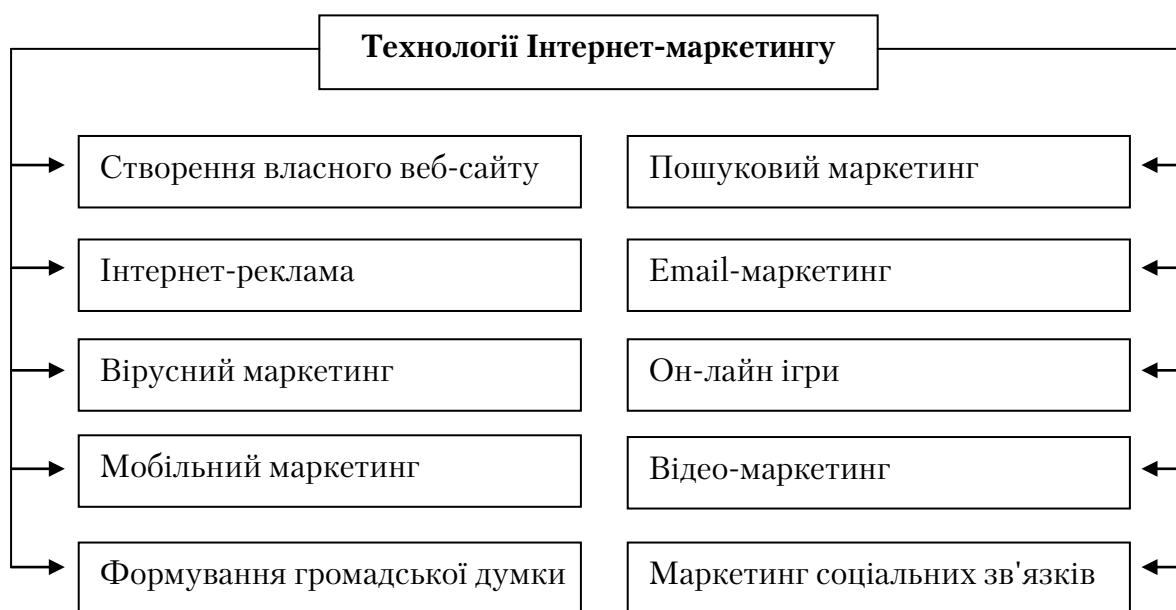 Технології Інтернет-маркетингу
Створення власного веб-сайту
Пошуковий маркетинг
Інтернет-реклама
Email-маркетинг
Вірусний маркетинг
Он-лайн ігри
Мобільний маркетинг
Відео-маркетинг
Формування громадської думки
Маркетинг соціальних зв'язків